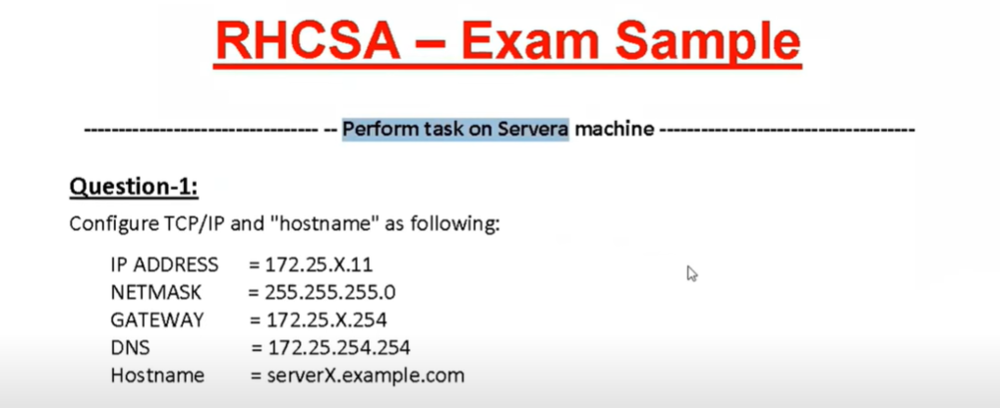 RHCSA – Exam Sample
---------------------------------- -- Perform task on Servera machine -------------------------------------
Question-1:
Configure TCP/IP and "hostname" as following:
IP ADDRESS = 172.25.X.11
NETMASK = 255.255.255.0
GATEWAY = 172.25.X.254
DNS = 172.25.254.254
Hostname = serverX.example.com